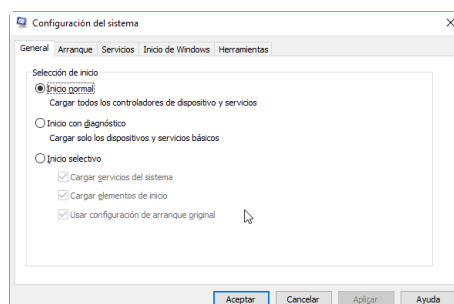 Configuración del sistema
General Arranque Servicios Inicio de Windows Herramientas
Selección de inicio
Inicio normal
Cargar todos los controladores de dispositivo y servicios
Inicio con diagnóstico
Cargar solo los dispositivos y servicios básicos
Inicio selectivo
Cargar servicios del sistema
Cargar elementos de inicio
Usar configuración de arranque original
Aceptar Cancelar Aplicar Ayuda